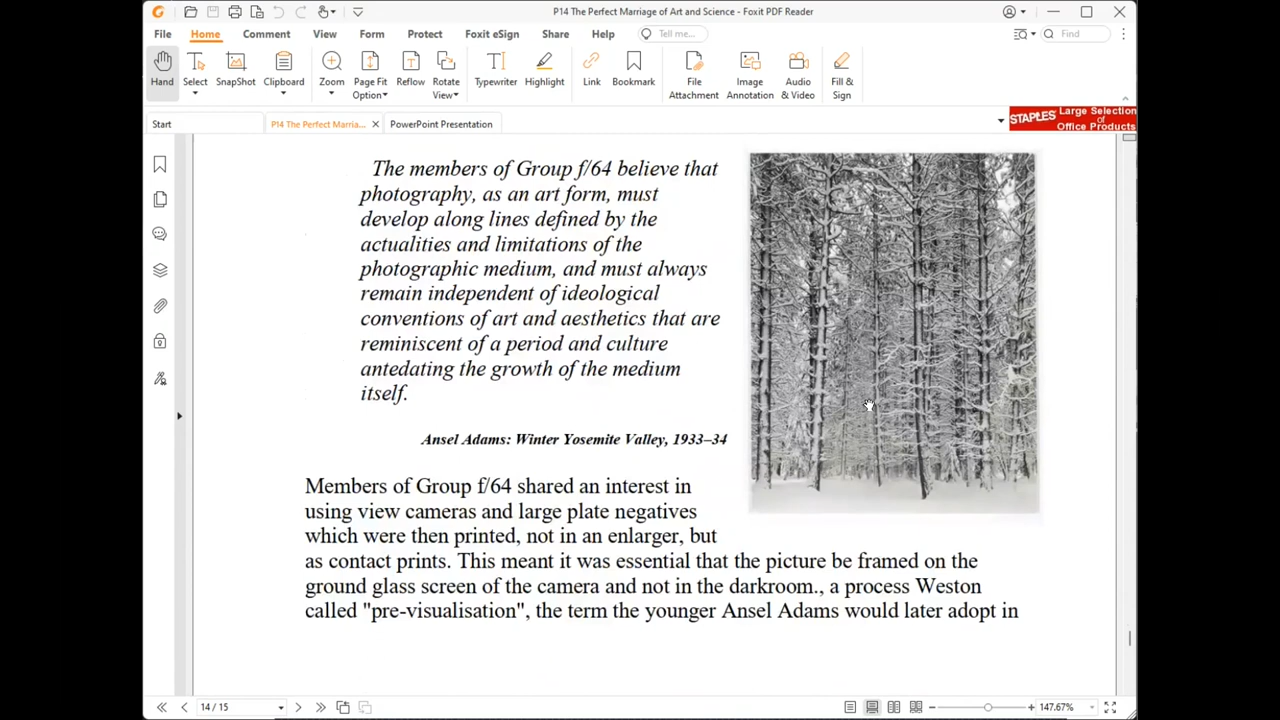 P14 The Perfect Marriage of Art and Science - Foxit PDF Reader
File Home Comment View Form Protect Foxit eSign Share Help Tell me... Find
Hand Select SnapShot Clipboard Zoom Page Fit Option Reflow Rotate View Typewriter Highlight Link Bookmark File Attachment Image Annotation Audio & Video Fill & Sign
Start P14 The Perfect Marria... PowerPoint Presentation
STAPLES Large Selection of Office Products
The members of Group f/64 believe that
photography, as an art form, must
develop along lines defined by the
actualities and limitations of the
photographic medium, and must always
remain independent of ideological
conventions of art and aesthetics that are
reminiscent of a period and culture
antedating the growth of the medium
itself.
Ansel Adams: Winter Yosemite Valley, 1933–34
Members of Group f/64 shared an interest in
using view cameras and large plate negatives
which were then printed, not in an enlarger, but
as contact prints. This meant it was essential that the picture be framed on the
ground glass screen of the camera and not in the darkroom., a process Weston
called "pre-visualisation", the term the younger Ansel Adams would later adopt in
14 / 15 147.67%